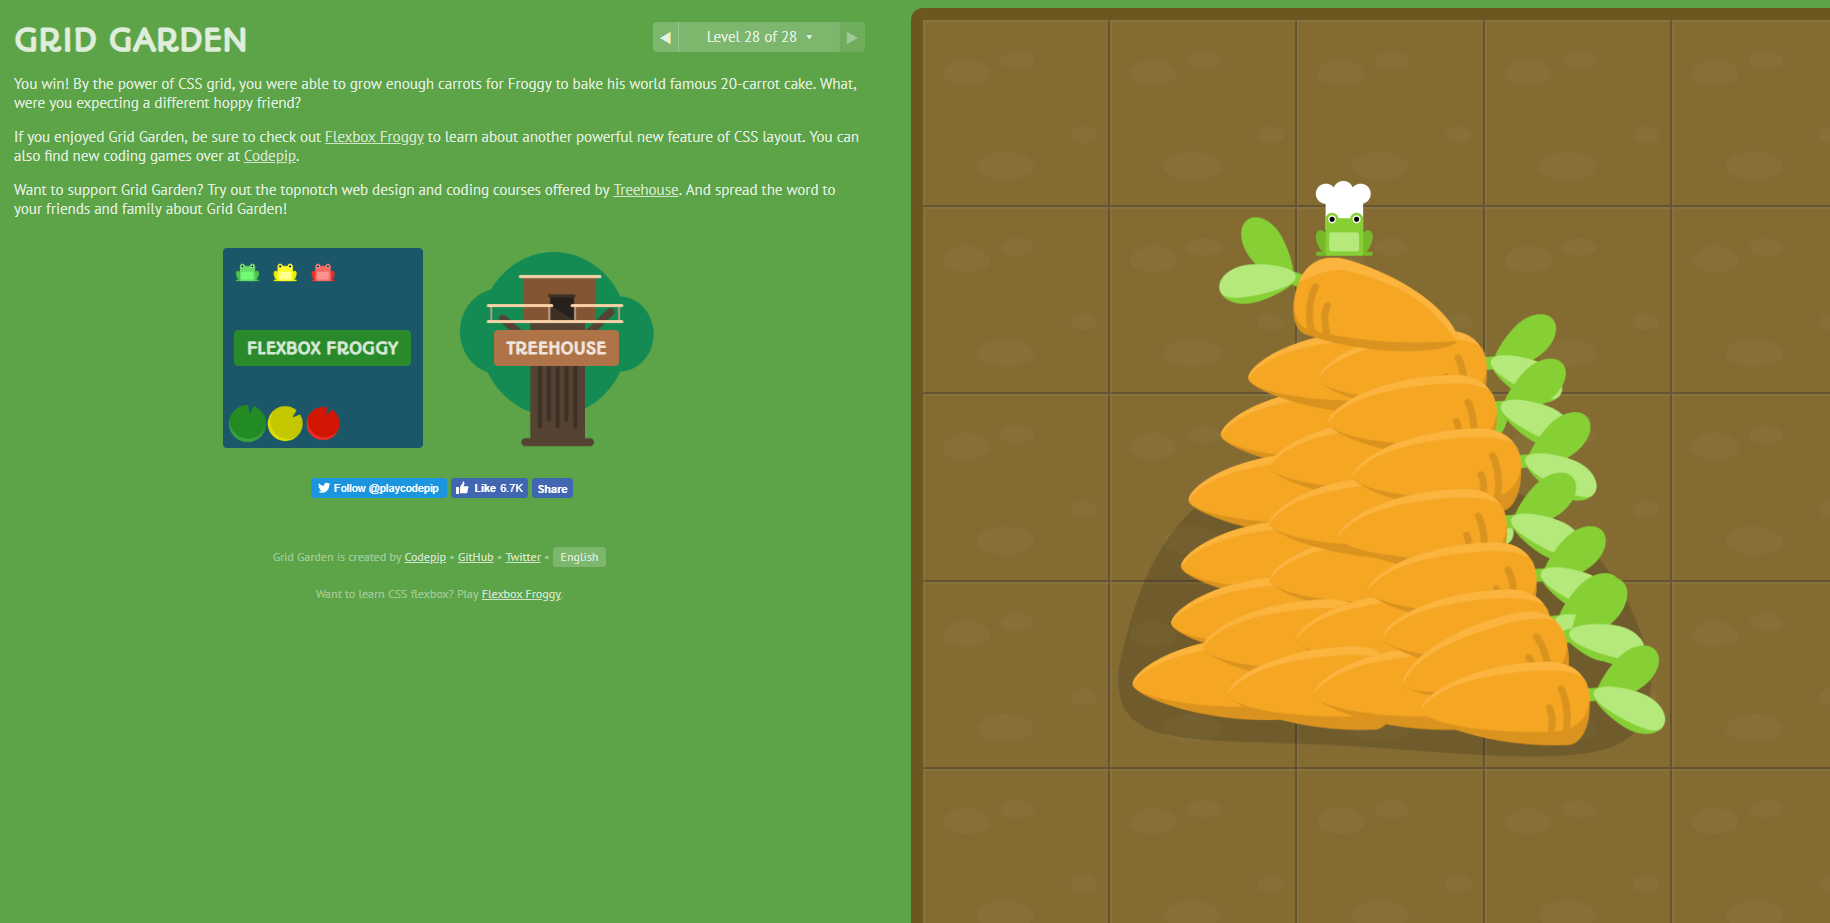 GRID GARDEN
◀ Level 28 of 28 ▾ ▶
You win! By the power of CSS grid, you were able to grow enough carrots for Froggy to bake his world famous 20-carrot cake. What,
were you expecting a different hoppy friend?
If you enjoyed Grid Garden, be sure to check out Flexbox Froggy to learn about another powerful new feature of CSS layout. You can
also find new coding games over at Codepip.
Want to support Grid Garden? Try out the topnotch web design and coding courses offered by Treehouse. And spread the word to
your friends and family about Grid Garden!
FLEXBOX FROGGY
TREEHOUSE
Follow @playcodepip Like 6.7K Share
Grid Garden is created by Codepip • GitHub • Twitter • English
Want to learn CSS flexbox? Play Flexbox Froggy.